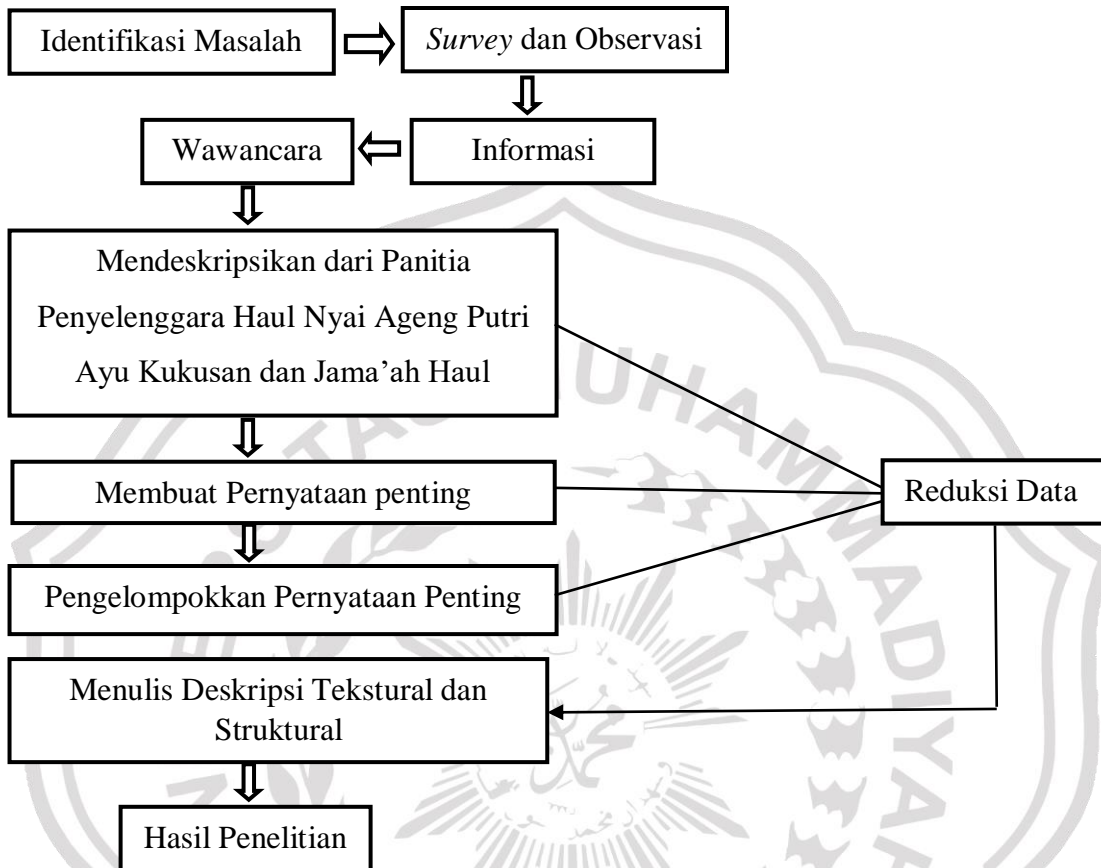 Identifikasi Masalah
Survey dan Observasi
Wawancara
Informasi
Mendeskripsikan dari Panitia
Penyelenggara Haul Nyai Ageng Putri
Ayu Kukusan dan Jama’ah Haul
Membuat Pernyataan penting
Reduksi Data
Pengelompokkan Pernyataan Penting
Menulis Deskripsi Tekstural dan
Struktural
Hasil Penelitian